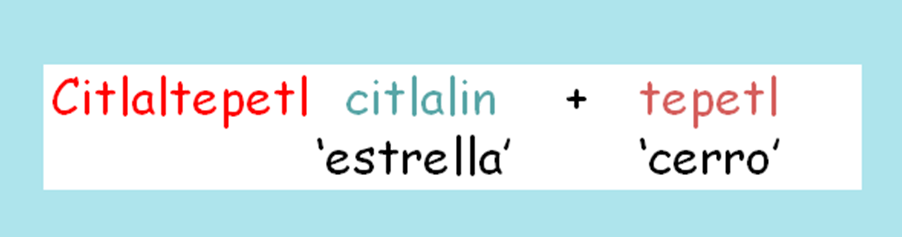 Citlaltepetl citlalin + tepetl
‘estrella’ ‘cerro’